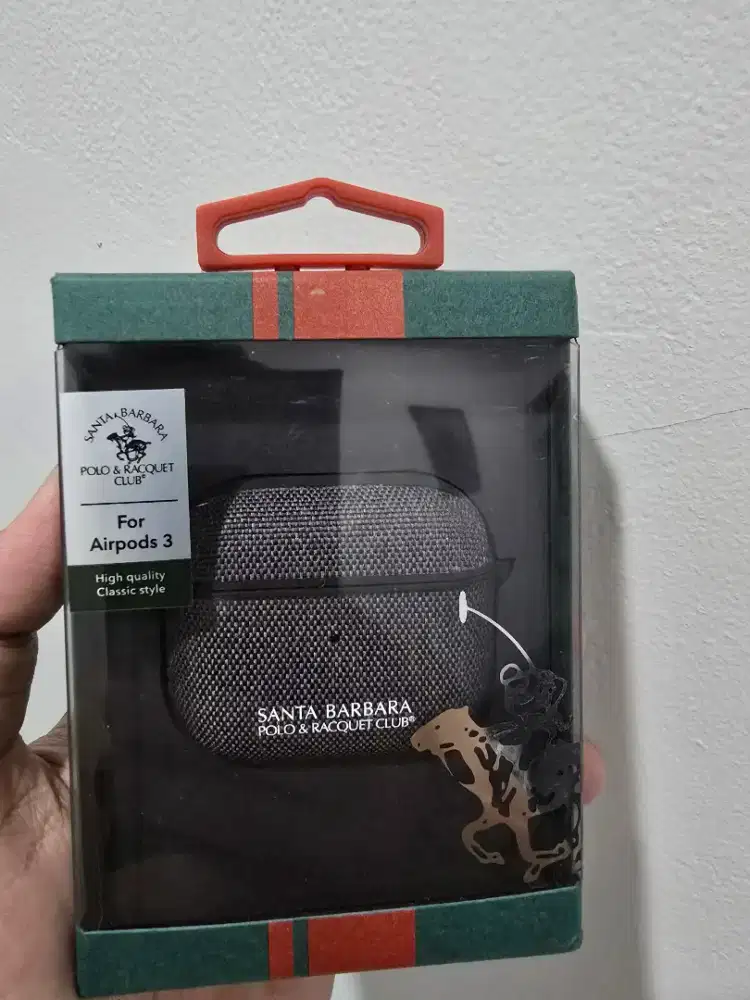 SANTA BARBARA
POLO & RACQUET
CLUB®
For
Airpods 3
High quality
Classic style
SANTA BARBARA
POLO & RACQUET CLUB®